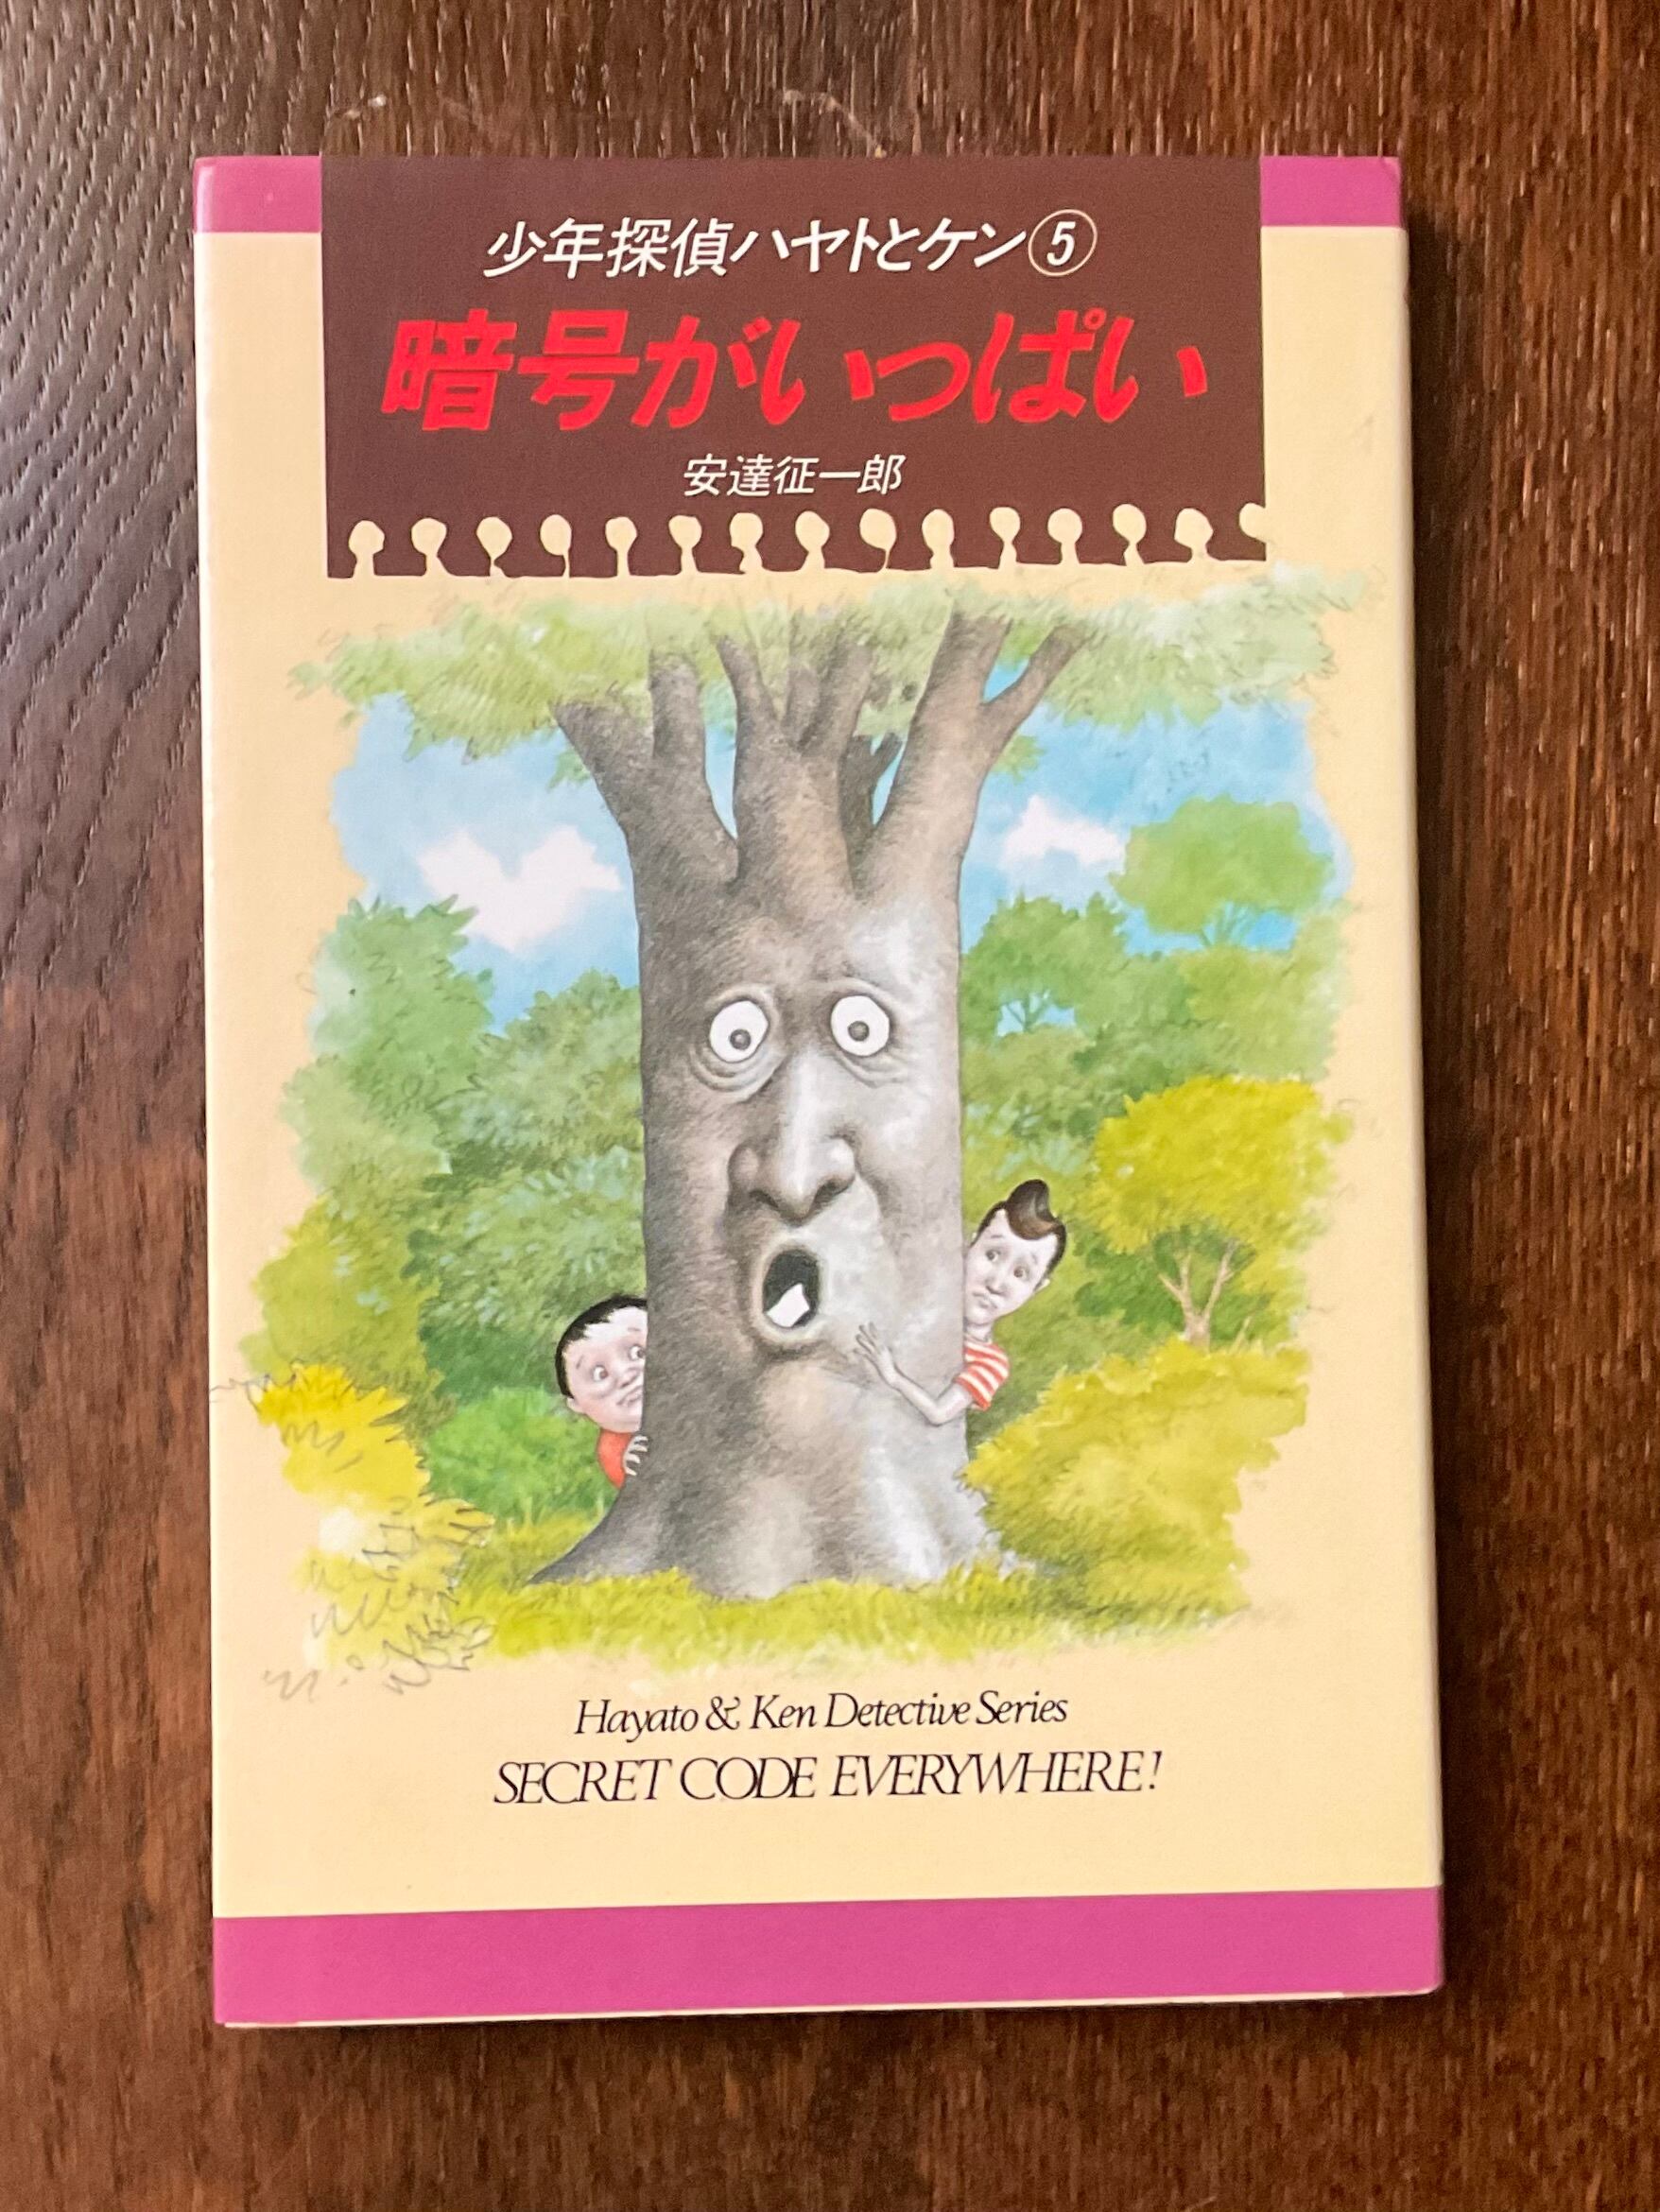 少年探偵ハヤトとケン⑤
暗号がいっぱい
安達征一郎
Hayato & Ken Detective Series
SECRET CODE EVERYWHERE!